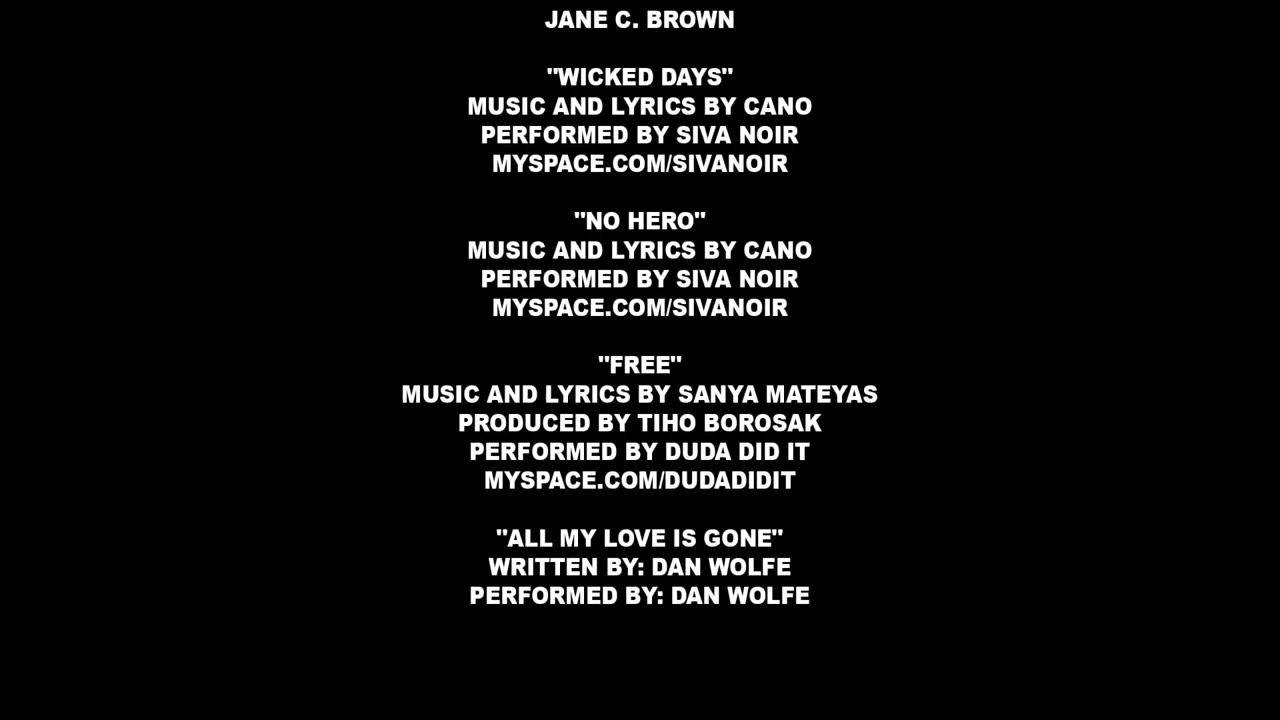 JANE C. BROWN
"WICKED DAYS"
MUSIC AND LYRICS BY CANO
PERFORMED BY SIVA NOIR
MYSPACE.COM/SIVANOIR
"NO HERO"
MUSIC AND LYRICS BY CANO
PERFORMED BY SIVA NOIR
MYSPACE.COM/SIVANOIR
"FREE"
MUSIC AND LYRICS BY SANYA MATEYAS
PRODUCED BY TIHO BOROSAK
PERFORMED BY DUDA DID IT
MYSPACE.COM/DUDADIDIT
"ALL MY LOVE IS GONE"
WRITTEN BY: DAN WOLFE
PERFORMED BY: DAN WOLFE